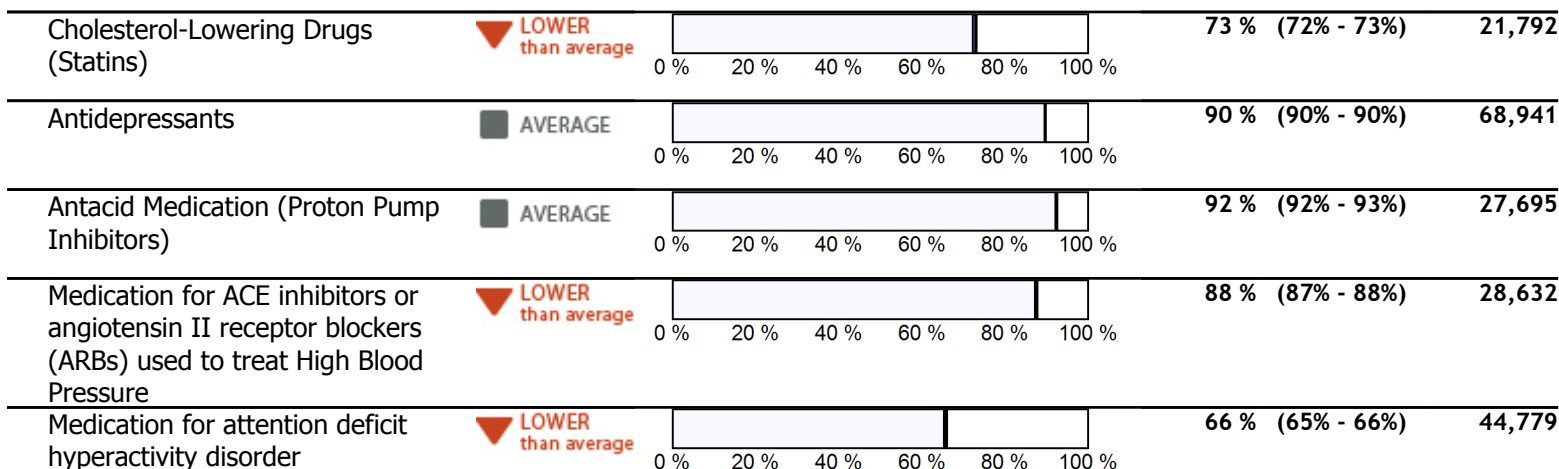 Cholesterol-Lowering Drugs (Statins) LOWER than average 73 % (72% - 73%) 21,792
0 % 20 % 40 % 60 % 80 % 100 %
Antidepressants AVERAGE 90 % (90% - 90%) 68,941
0 % 20 % 40 % 60 % 80 % 100 %
Antacid Medication (Proton Pump AVERAGE 92 % (92% - 93%) 27,695
Inhibitors)
0 % 20 % 40 % 60 % 80 % 100 %
Medication for ACE inhibitors or LOWER than average 88 % (87% - 88%) 28,632
angiotensin II receptor blockers
0 % 20 % 40 % 60 % 80 % 100 %
(ARBs) used to treat High Blood
Pressure
Medication for attention deficit LOWER than average 66 % (65% - 66%) 44,779
hyperactivity disorder
0 % 20 % 40 % 60 % 80 % 100 %